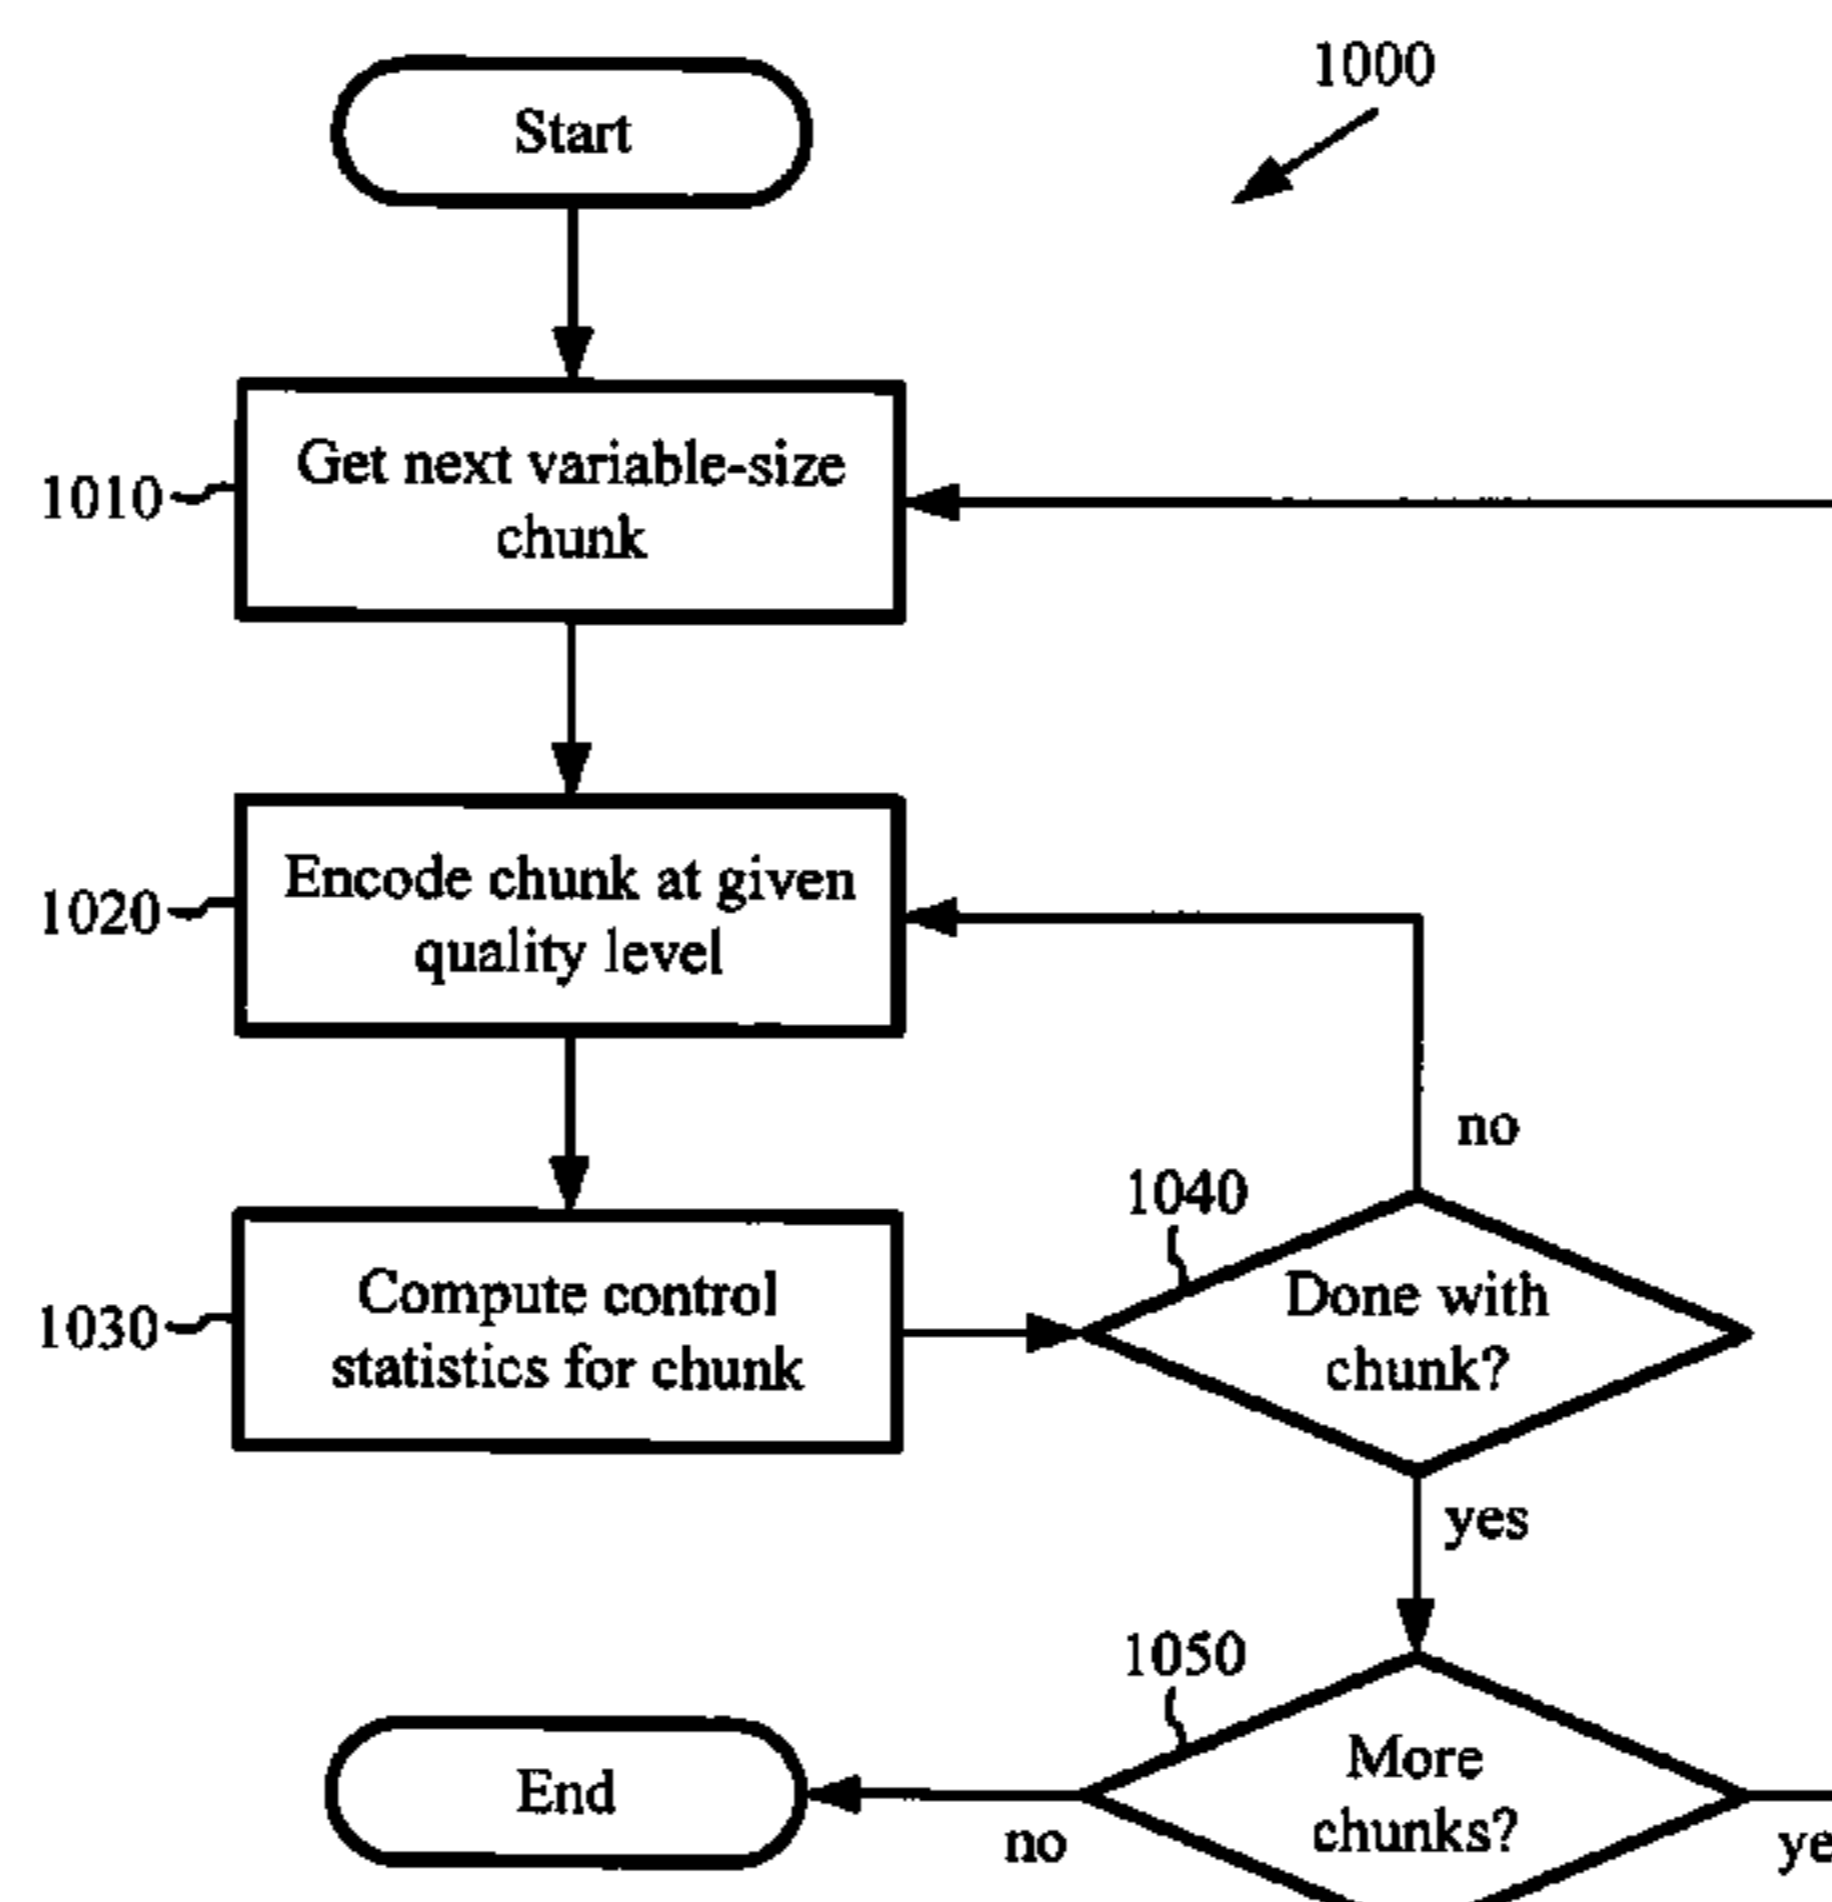 1000
Start
1010
Get next variable-size
chunk
1020
Encode chunk at given
quality level
no
1030
Compute control
statistics for chunk
1040
Done with
chunk?
yes
1050
More
chunks?
End
no